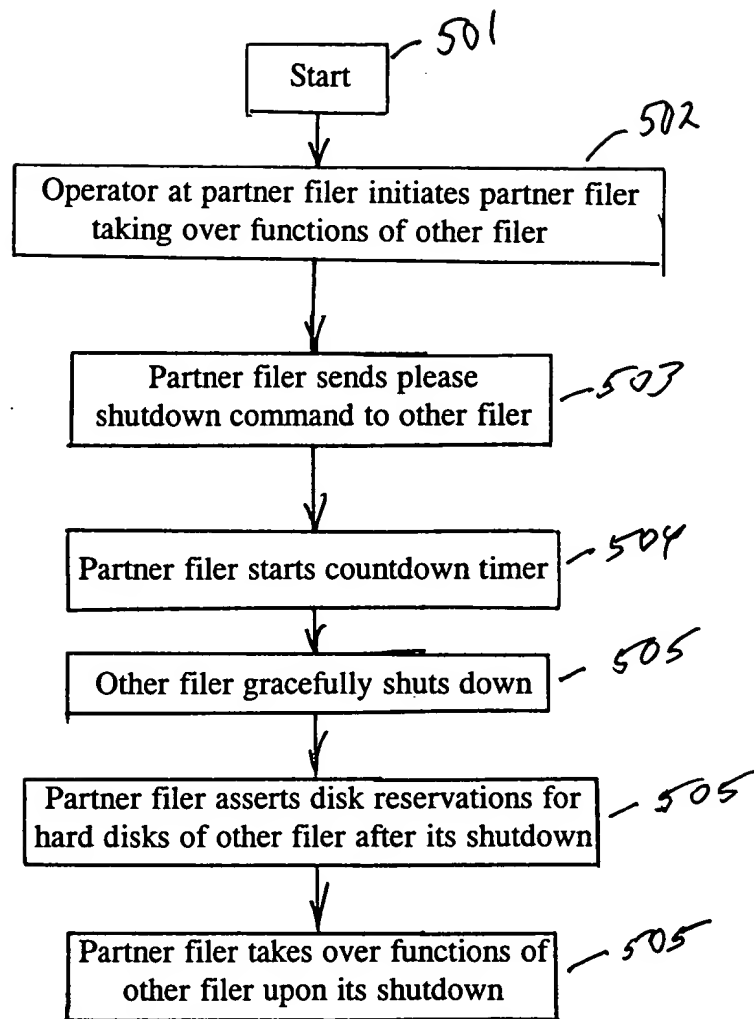 501
Start
502
Operator at partner filer initiates partner filer
taking over functions of other filer
Partner filer sends please
shutdown command to other filer
503
Partner filer starts countdown timer
504
Other filer gracefully shuts down
505
Partner filer asserts disk reservations for
hard disks of other filer after its shutdown
505
Partner filer takes over functions of
other filer upon its shutdown
505